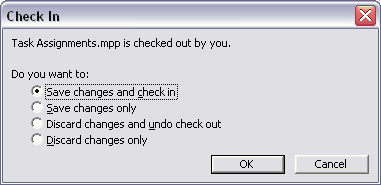 Check In
Task Assignments.mpp is checked out by you.
Do you want to:
Save changes and check in
Save changes only
Discard changes and undo check out
Discard changes only
OK Cancel